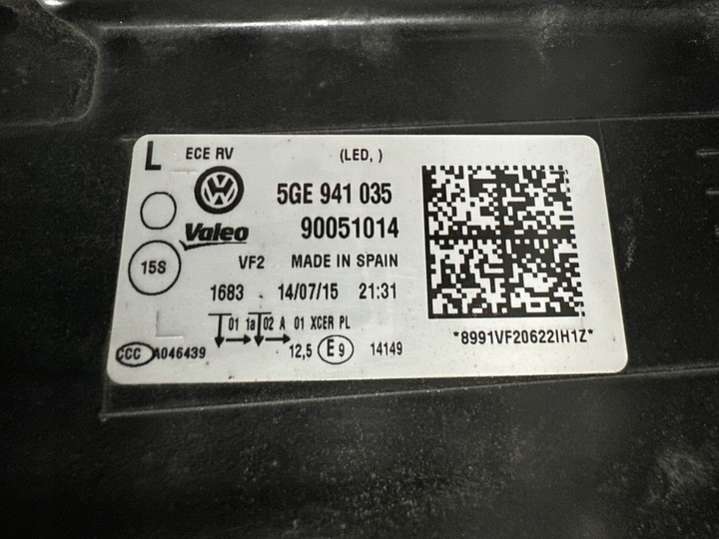 L ECE RV (LED, )
5GE 941 035
Valeo 90051014
15S VF2 MADE IN SPAIN
1683 14/07/15 21:31
L
01 1a 02 A 01 XCER PL
CCC A046439 12,5 E9 14149
*8991VF20622IH1Z*